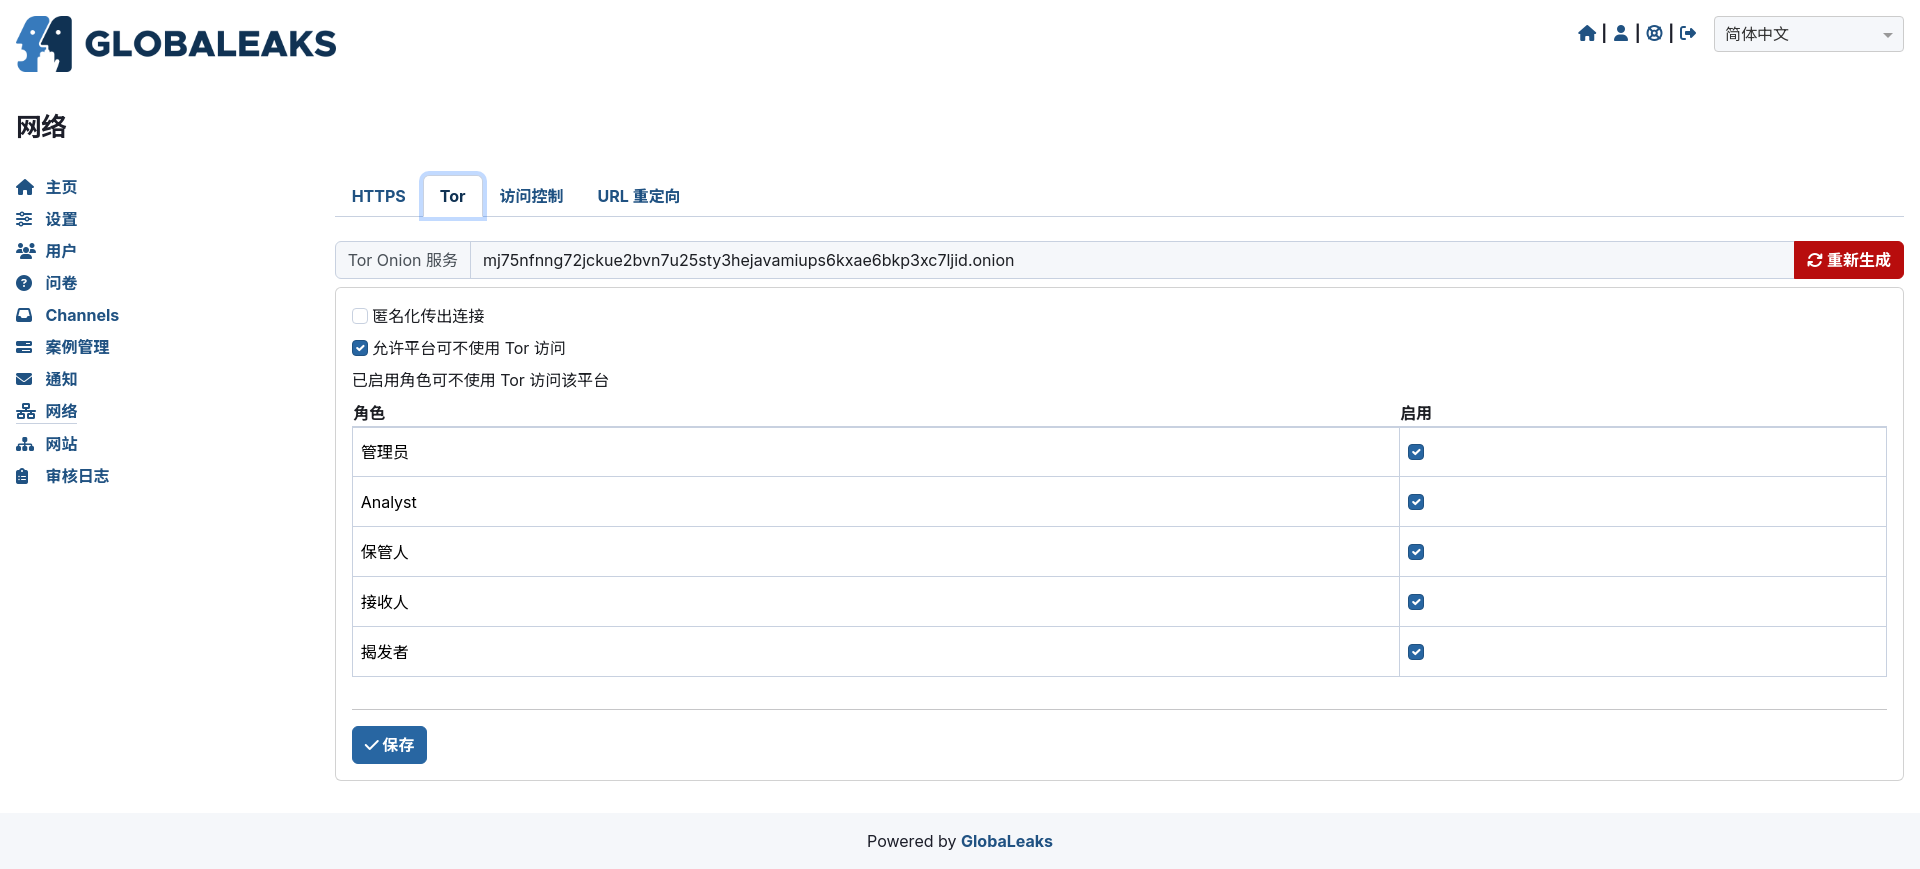 GLOBALEAKS
简体中文
网络
主页
设置
用户
问卷
Channels
案例管理
通知
网络
网站
审核日志
HTTPS
Tor
访问控制
URL 重定向
Tor Onion 服务
mj75nfnng72jckue2bvn7u25sty3hejavamiups6kxae6bkp3xc7ljid.onion
重新生成
匿名化传出连接
允许平台可不使用 Tor 访问
已启用角色可不使用 Tor 访问该平台
角色 启用
管理员
Analyst
保管人
接收人
揭发者
保存
Powered by GlobaLeaks